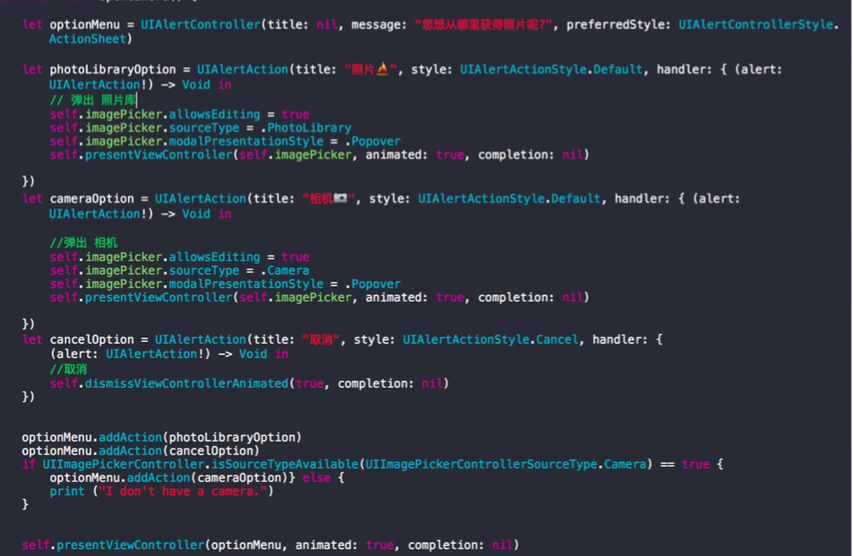 let optionMenu = UIAlertController(title: nil, message: "您想从哪里获得照片呢?", preferredStyle: UIAlertControllerStyle.
ActionSheet)
let photoLibraryOption = UIAlertAction(title: "照片⛵️", style: UIAlertActionStyle.Default, handler: { (alert:
UIAlertAction!) -> Void in
// 弹出 照片库
self.imagePicker.allowsEditing = true
self.imagePicker.sourceType = .PhotoLibrary
self.imagePicker.modalPresentationStyle = .Popover
self.presentViewController(self.imagePicker, animated: true, completion: nil)
})
let cameraOption = UIAlertAction(title: "相机📷", style: UIAlertActionStyle.Default, handler: { (alert:
UIAlertAction!) -> Void in
//弹出 相机
self.imagePicker.allowsEditing = true
self.imagePicker.sourceType = .Camera
self.imagePicker.modalPresentationStyle = .Popover
self.presentViewController(self.imagePicker, animated: true, completion: nil)
})
let cancelOption = UIAlertAction(title: "取消", style: UIAlertActionStyle.Cancel, handler: {
(alert: UIAlertAction!) -> Void in
//取消
self.dismissViewControllerAnimated(true, completion: nil)
})
optionMenu.addAction(photoLibraryOption)
optionMenu.addAction(cancelOption)
if UIImagePickerController.isSourceTypeAvailable(UIImagePickerControllerSourceType.Camera) == true {
optionMenu.addAction(cameraOption)} else {
print ("I don't have a camera.")
}
self.presentViewController(optionMenu, animated: true, completion: nil)